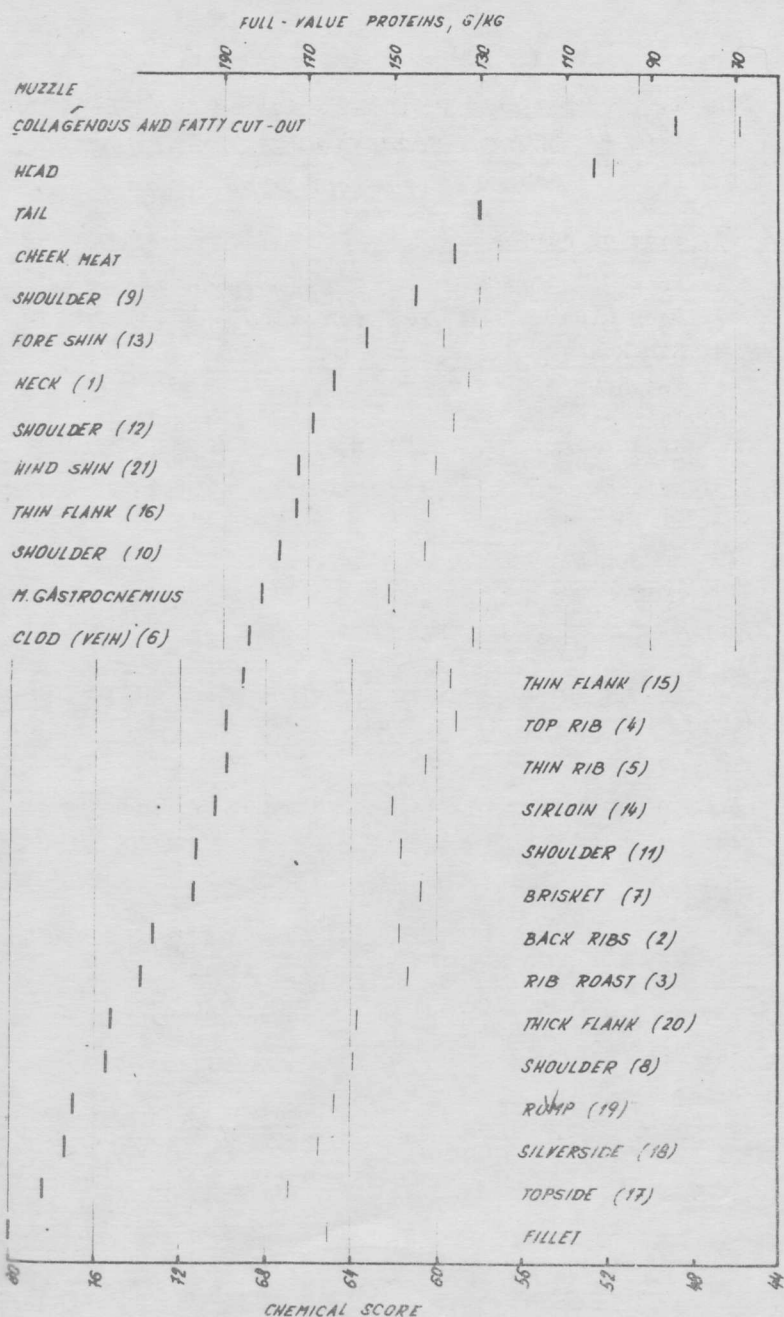 FULL-VALUE PROTEINS, G/KG
190 170 150 130 110 90 70
MUZZLE
COLLAGENOUS AND FATTY CUT-OUT
HEAD
TAIL
CHEEK MEAT
SHOULDER (9)
FORE SHIN (13)
NECK (1)
SHOULDER (12)
HIND SHIN (21)
THIN FLANK (16)
SHOULDER (10)
M. GASTROCNEMIUS
CLOD (VEIN) (6)
THIN FLANK (15)
TOP RIB (4)
THIN RIB (5)
SIRLOIN (14)
SHOULDER (11)
BRISKET (7)
BACK RIBS (2)
RIB ROAST (3)
THICK FLANK (20)
SHOULDER (8)
RUMP (19)
SILVERSIDE (18)
TOPSIDE (17)
FILLET
80 76 72 68 64 60 56 52 48 44
CHEMICAL SCORE